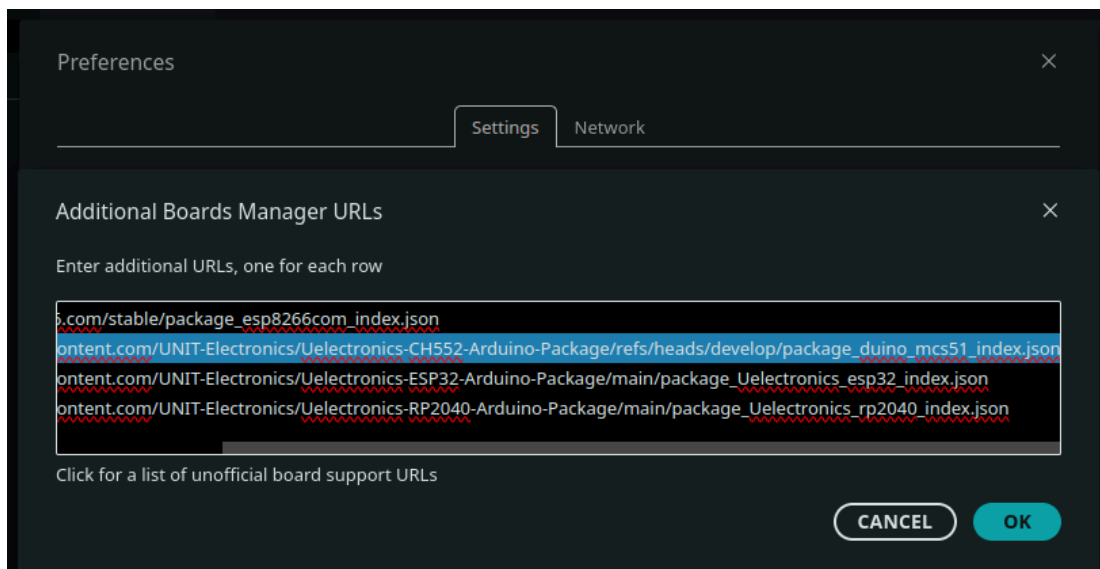 Preferences
Settings Network
Additional Boards Manager URLs
Enter additional URLs, one for each row
.com/stable/package_esp8266com_index.json
ontent.com/UNIT-Electronics/Uelectronics-CH552-Arduino-Package/refs/heads/develop/package_duino_mcs51_index.json
ontent.com/UNIT-Electronics/Uelectronics-ESP32-Arduino-Package/main/package_Uelectronics_esp32_index.json
ontent.com/UNIT-Electronics/Uelectronics-RP2040-Arduino-Package/main/package_Uelectronics_rp2040_index.json
Click for a list of unofficial board support URLs
CANCEL OK